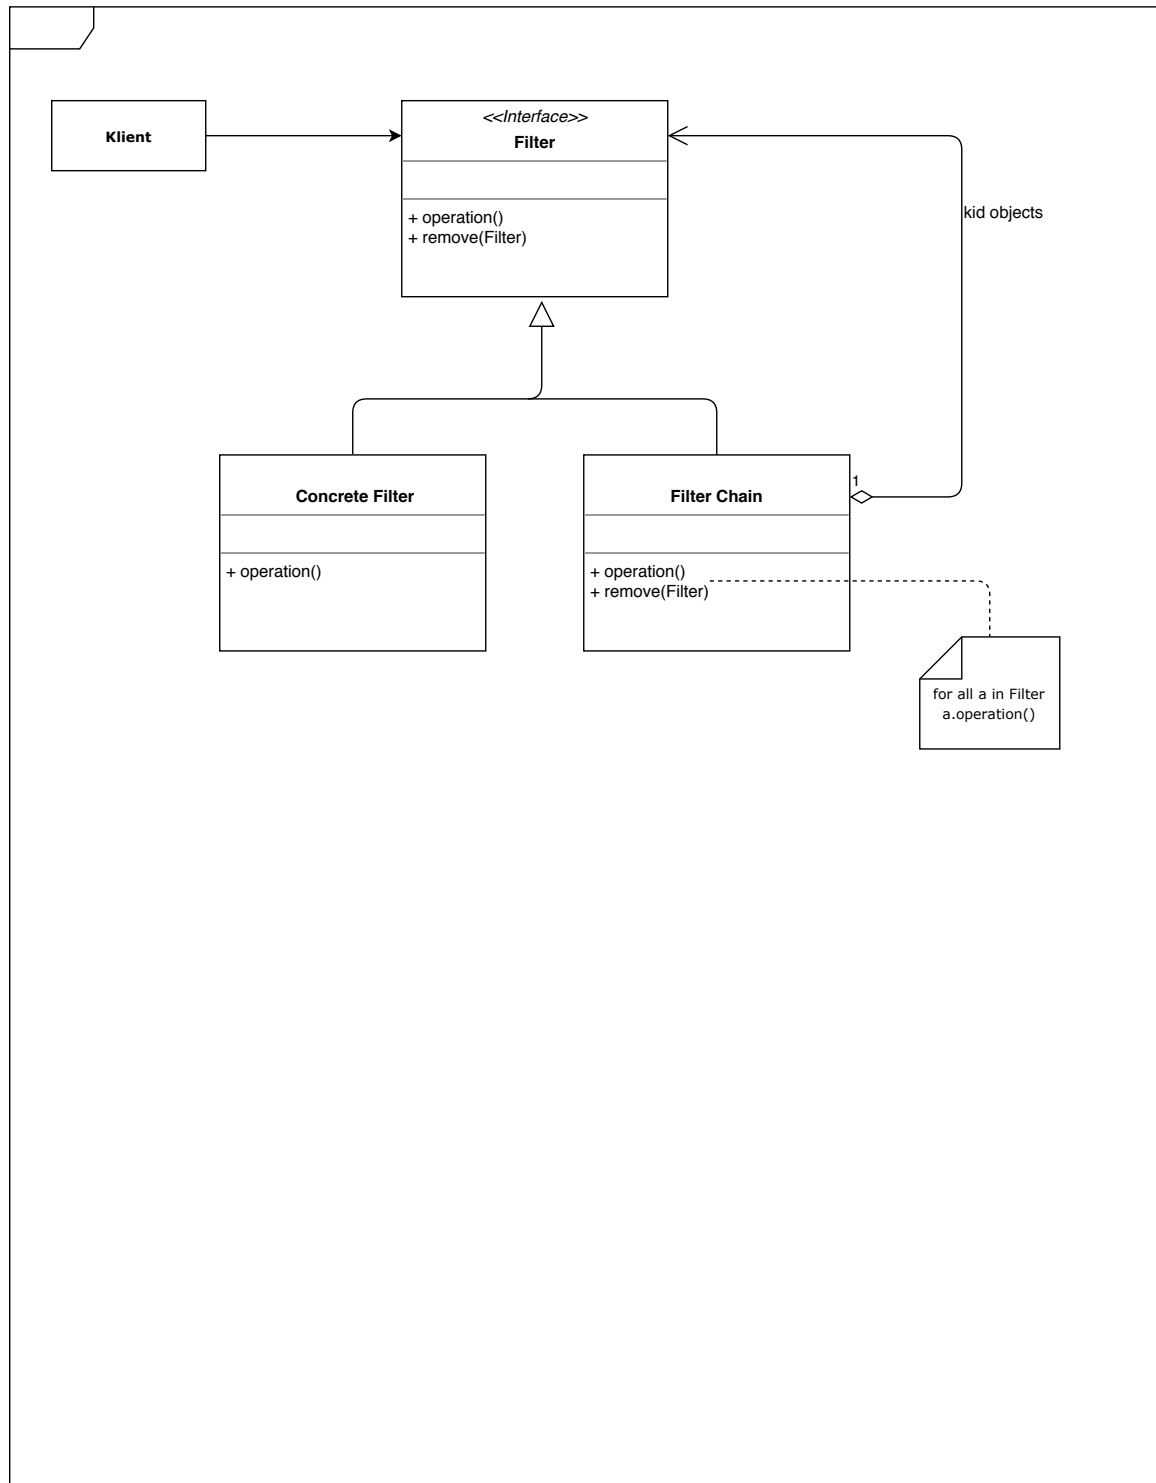 Klient
<<Interface>>
Filter
+ operation()
+ remove(Filter)
kid objects
Concrete Filter
+ operation()
Filter Chain
1
+ operation()
+ remove(Filter)
for all a in Filter
a.operation()